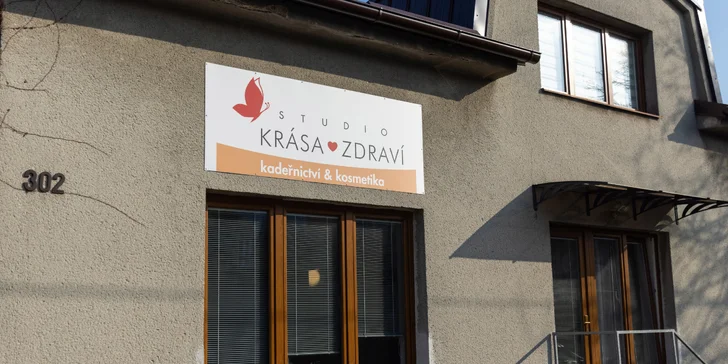 STUDIO
KRÁSA ZDRAVÍ
kadeřnictví & kosmetika
302